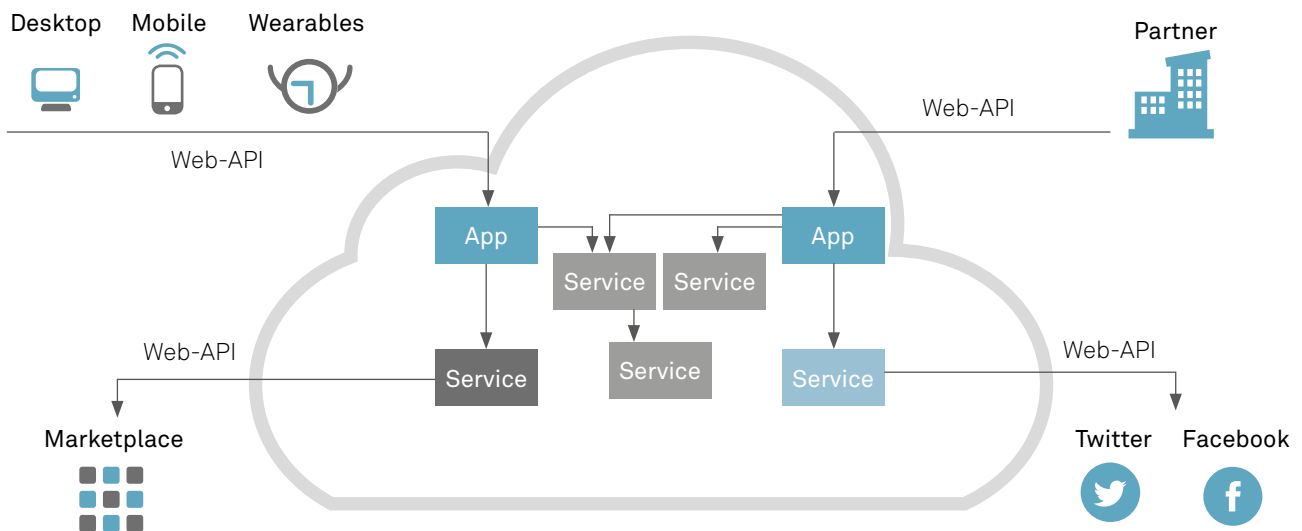 Desktop
Mobile
Wearables
Partner
Web-API
Web-API
App
App
Service
Service
Web-API
Service
Service
Service
Web-API
Marketplace
Twitter
Facebook